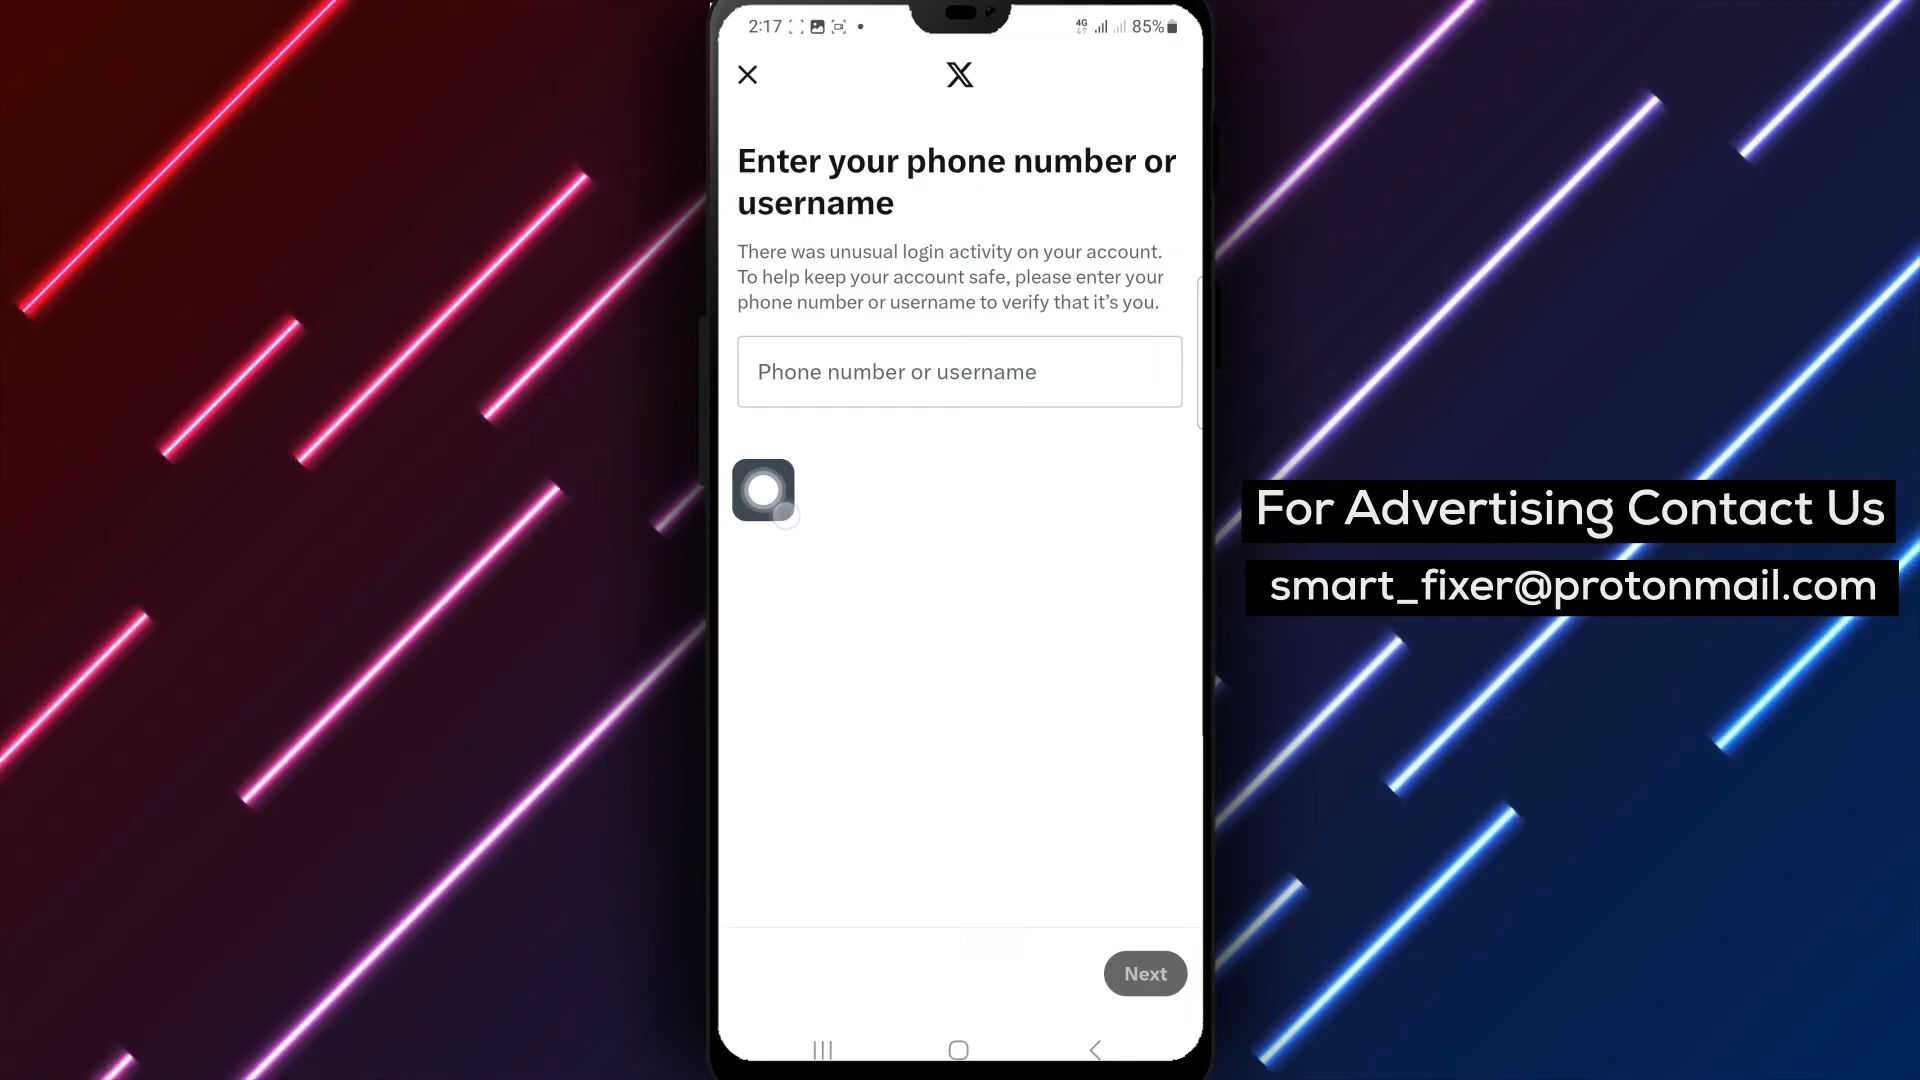 2:17
4G
85%
X
Enter your phone number or
username
There was unusual login activity on your account.
To help keep your account safe, please enter your
phone number or username to verify that it’s you.
Phone number or username
Next
For Advertising Contact Us
smart_fixer@protonmail.com